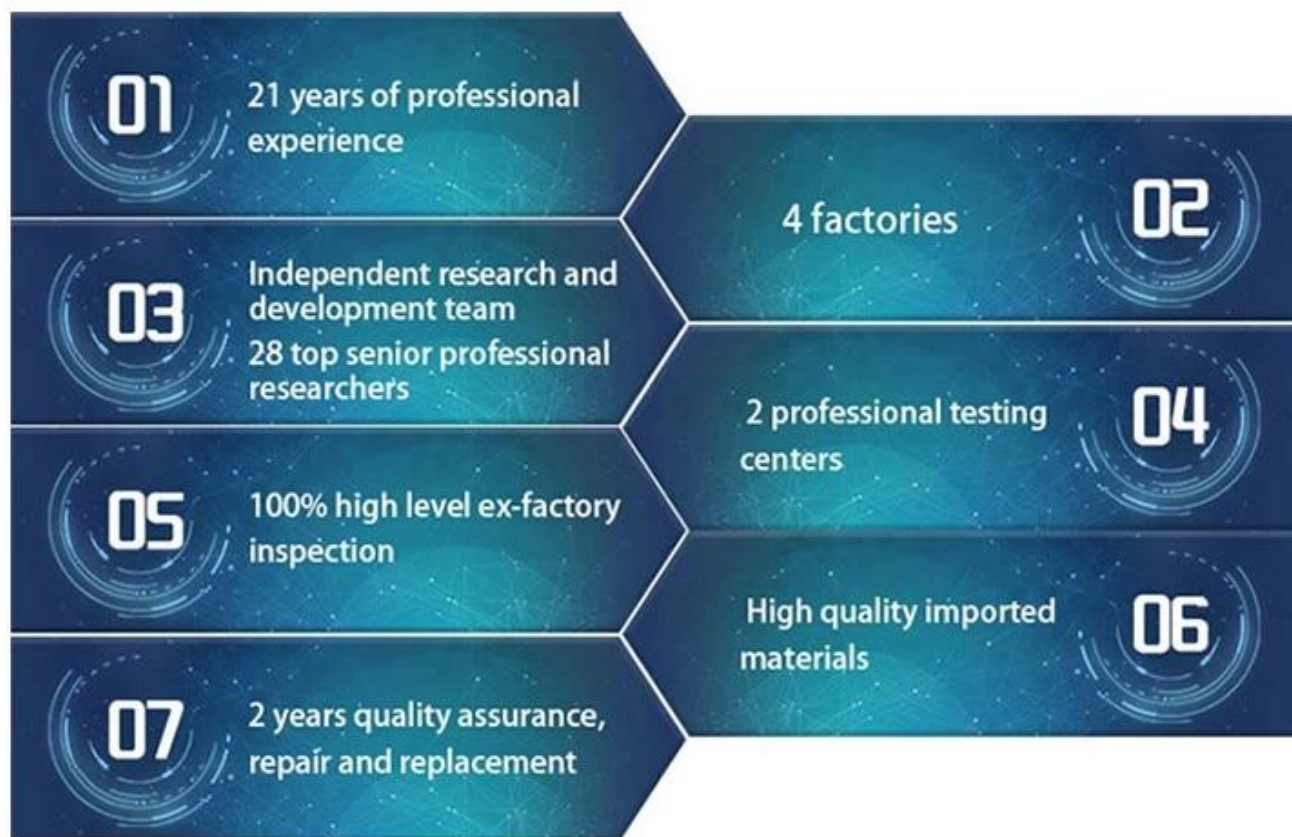 01
21 years of professional
experience
02
4 factories
03
Independent research and
development team
28 top senior professional
researchers
04
2 professional testing
centers
05
100% high level ex-factory
inspection
06
High quality imported
materials
07
2 years quality assurance,
repair and replacement